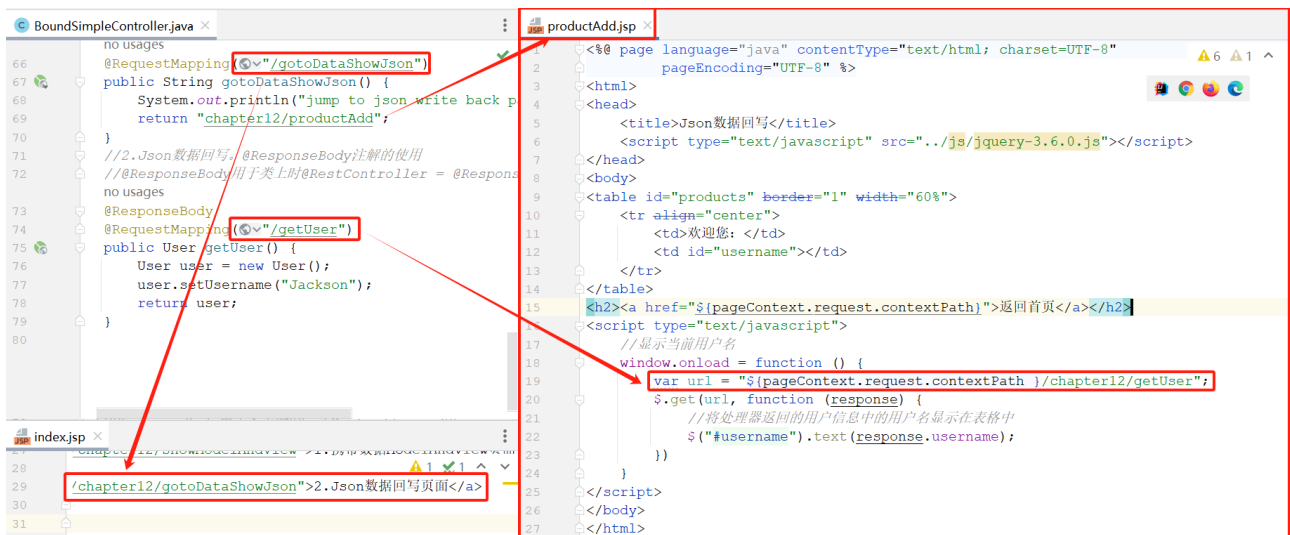 BoundSimpleController.java
no usages
66 @RequestMapping("/gotoDataShowJson")
67 public String gotoDataShowJson() {
68 System.out.println("jump to json write back p
69 return "chapter12/productAdd";
70 }
71 //2.Json数据回写。@ResponseBody注解的使用
72 //@ResponseBody用于类上时@RestController = @Respons
no usages
73 @ResponseBody
74 @RequestMapping("/getUser")
75 public User getUser() {
76 User user = new User();
77 user.setUsername("Jackson");
78 return user;
79 }
80
index.jsp
1 1
28
29 /chapter12/gotoDataShowJson">2.Json数据回写页面</a>
30
31
productAdd.jsp
6 1
1 <%@ page language="java" contentType="text/html; charset=UTF-8"
2 pageEncoding="UTF-8" %>
3 <html>
4 <head>
5 <title>Json数据回写</title>
6 <script type="text/javascript" src="../js/jquery-3.6.0.js"></script>
7 </head>
8 <body>
9 <table id="products" border="1" width="60%">
10 <tr align="center">
11 <td>欢迎您：</td>
12 <td id="username"></td>
13 </tr>
14 </table>
15 <h2><a href="${pageContext.request.contextPath}">返回首页</a></h2>
16 <script type="text/javascript">
17 //显示当前用户名
18 window.onload = function () {
19 var url = "${pageContext.request.contextPath }/chapter12/getUser";
20 $.get(url, function (response) {
21 //将处理器返回的用户信息中的用户名显示在表格中
22 $("#username").text(response.username);
23 })
24 }
25 </script>
26 </body>
27 </html>